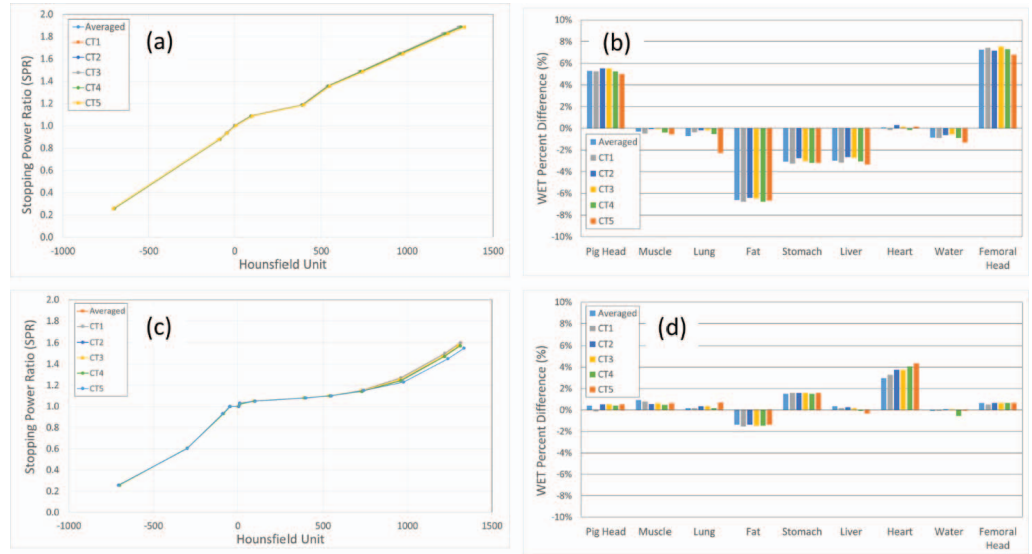 (a)
Stopping Power Ratio (SPR)
2.0
1.8
1.6
1.4
1.2
1.0
0.8
0.6
0.4
0.2
0.0
Averaged
CT1
CT2
CT3
CT4
CT5
-1000 -500 0 500 1000 1500
Hounsfield Unit
(b)
WET Percent Difference (%)
10%
8%
6%
4%
2%
0%
-2%
-4%
-6%
-8%
-10%
Averaged
CT1
CT2
CT3
CT4
CT5
Pig Head Muscle Lung Fat Stomach Liver Heart Water Femoral
Head
(c)
Stopping Power Ratio (SPR)
2.0
1.8
1.6
1.4
1.2
1.0
0.8
0.6
0.4
0.2
0.0
Averaged
CT1
CT2
CT3
CT4
CT5
-1000 -500 0 500 1000 1500
Hounsfield Unit
(d)
WET Percent Difference (%)
10%
8%
6%
4%
2%
0%
-2%
-4%
-6%
-8%
-10%
Averaged
CT1
CT2
CT3
CT4
CT5
Pig Head Muscle Lung Fat Stomach Liver Heart Water Femoral
Head